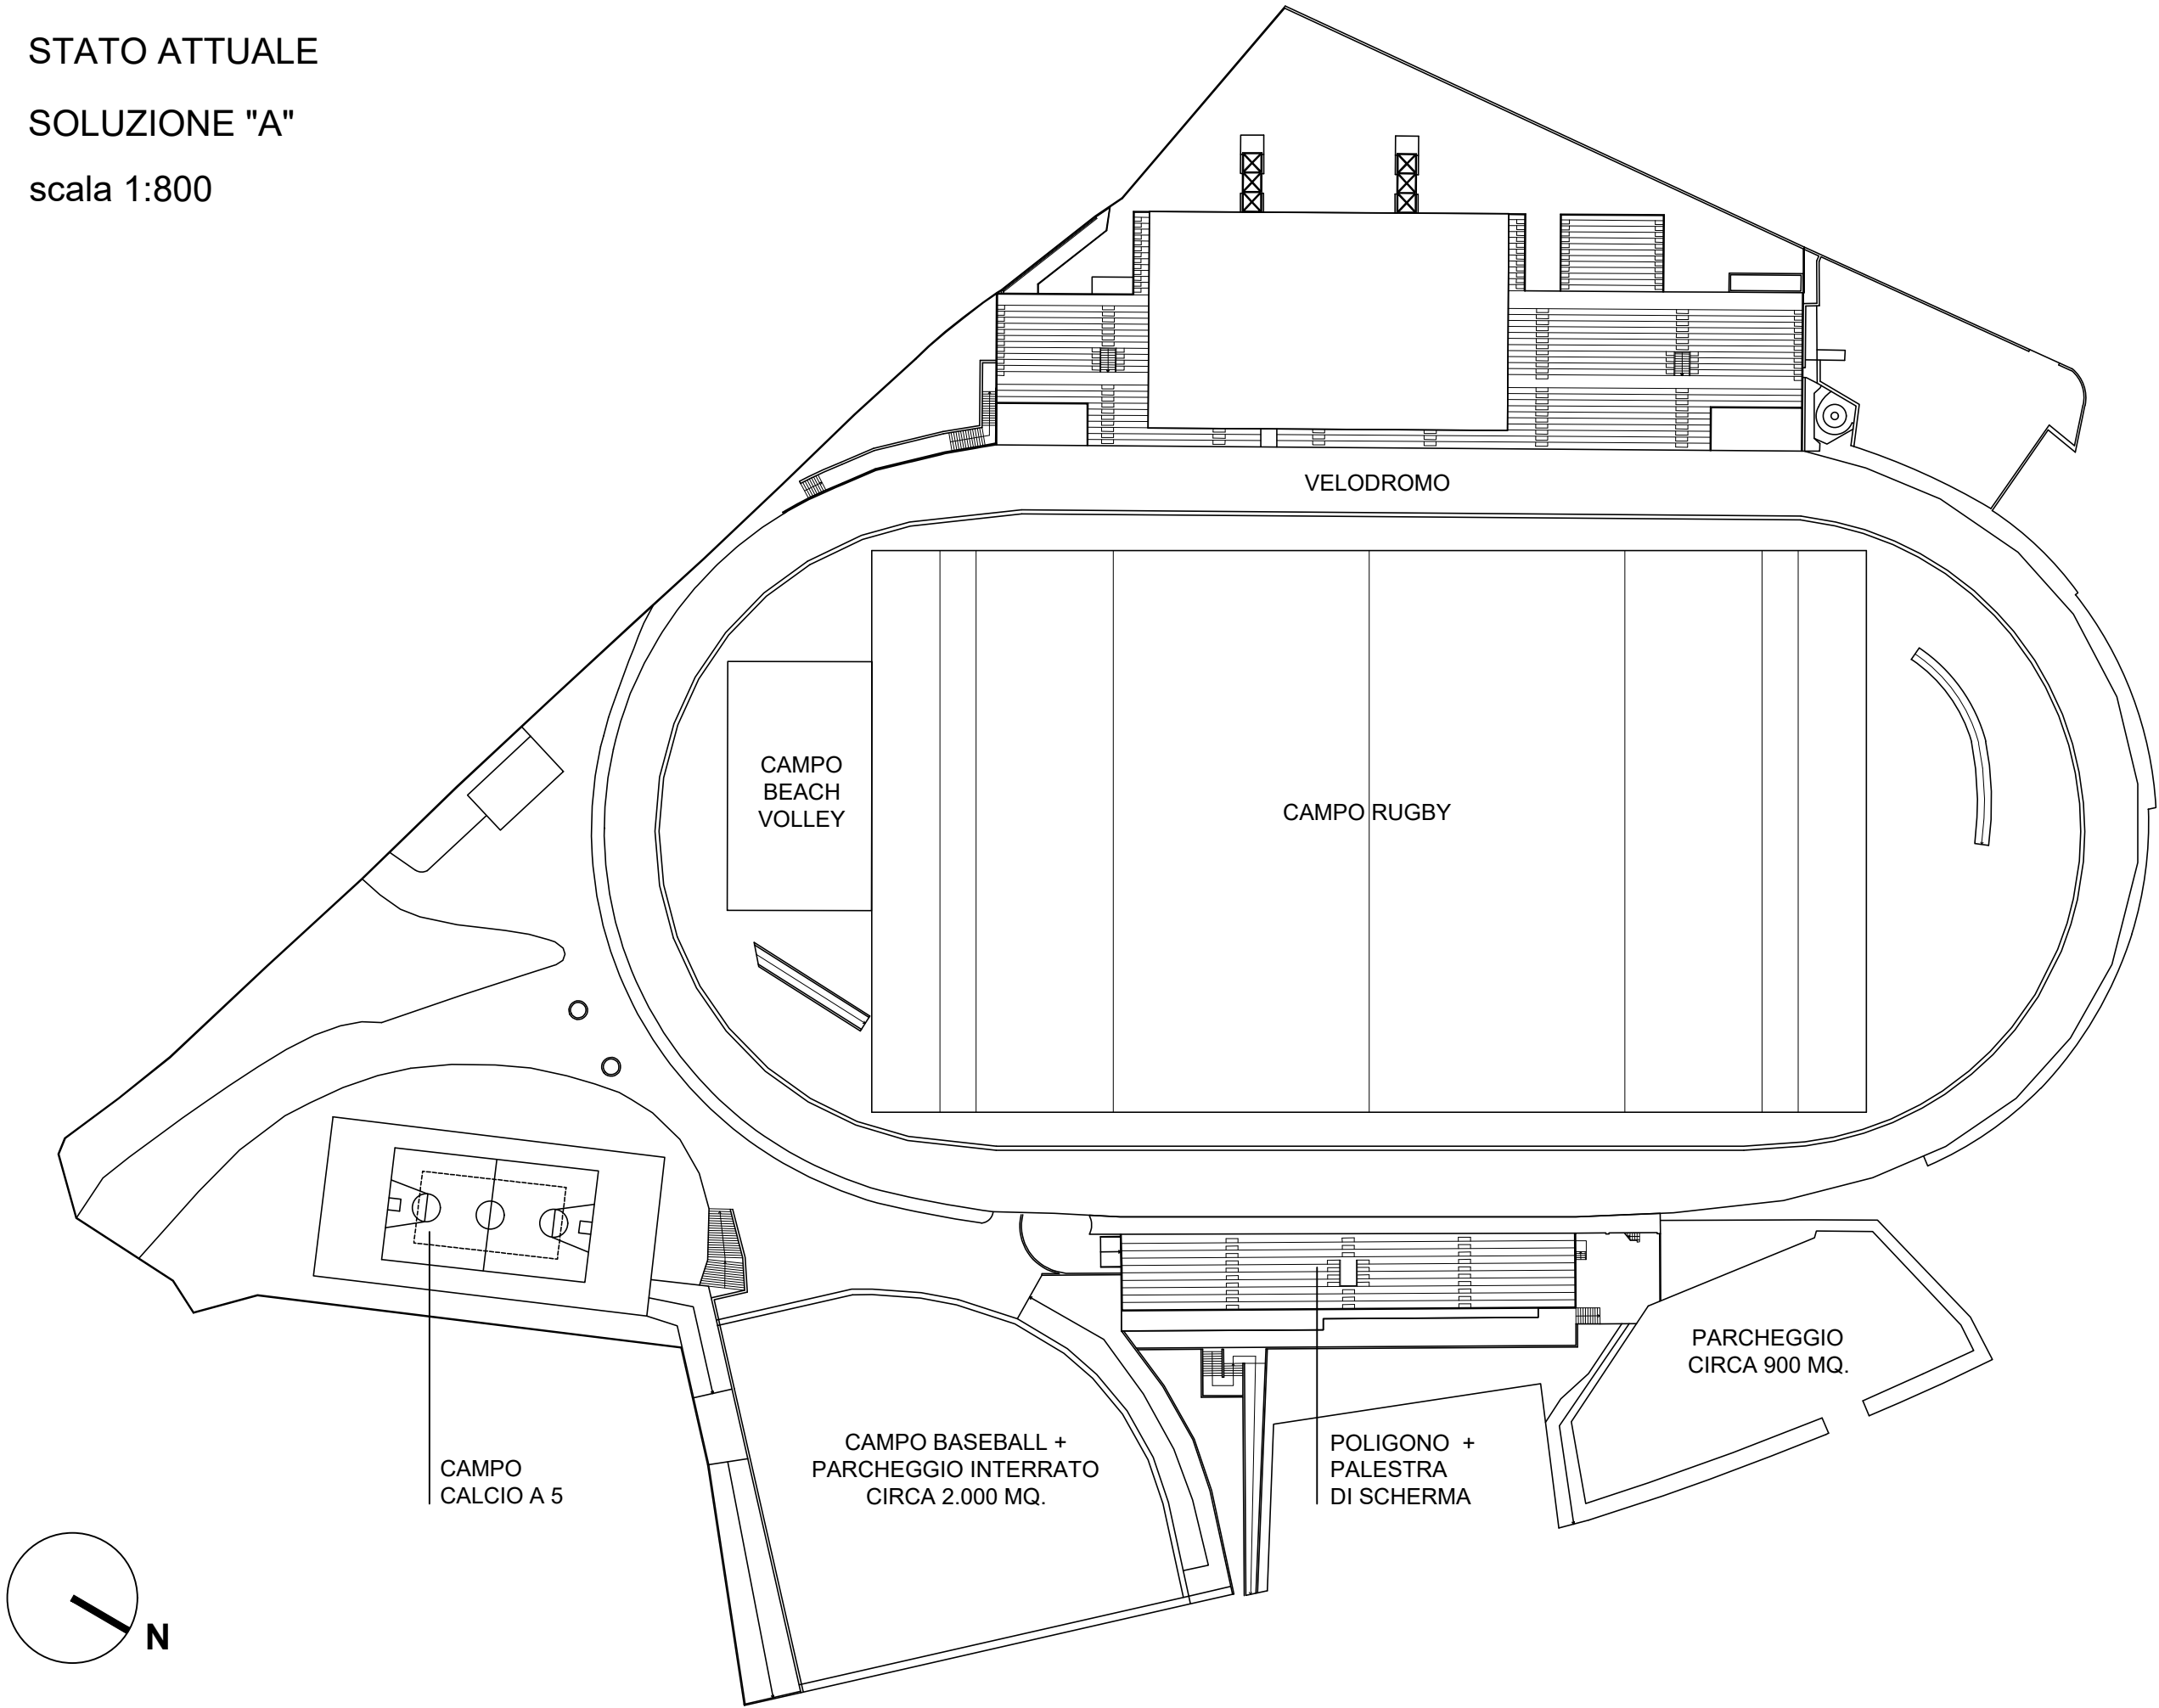 STATO ATTUALE
SOLUZIONE "A"
scala 1:800
VELODROMO
CAMPO
BEACH
VOLLEY
CAMPO RUGBY
PARCHEGGIO
CIRCA 900 MQ.
CAMPO BASEBALL +
PARCHEGGIO INTERRATO
CIRCA 2.000 MQ.
POLIGONO +
PALESTRA
DI SCHERMA
CAMPO
CALCIO A 5
N